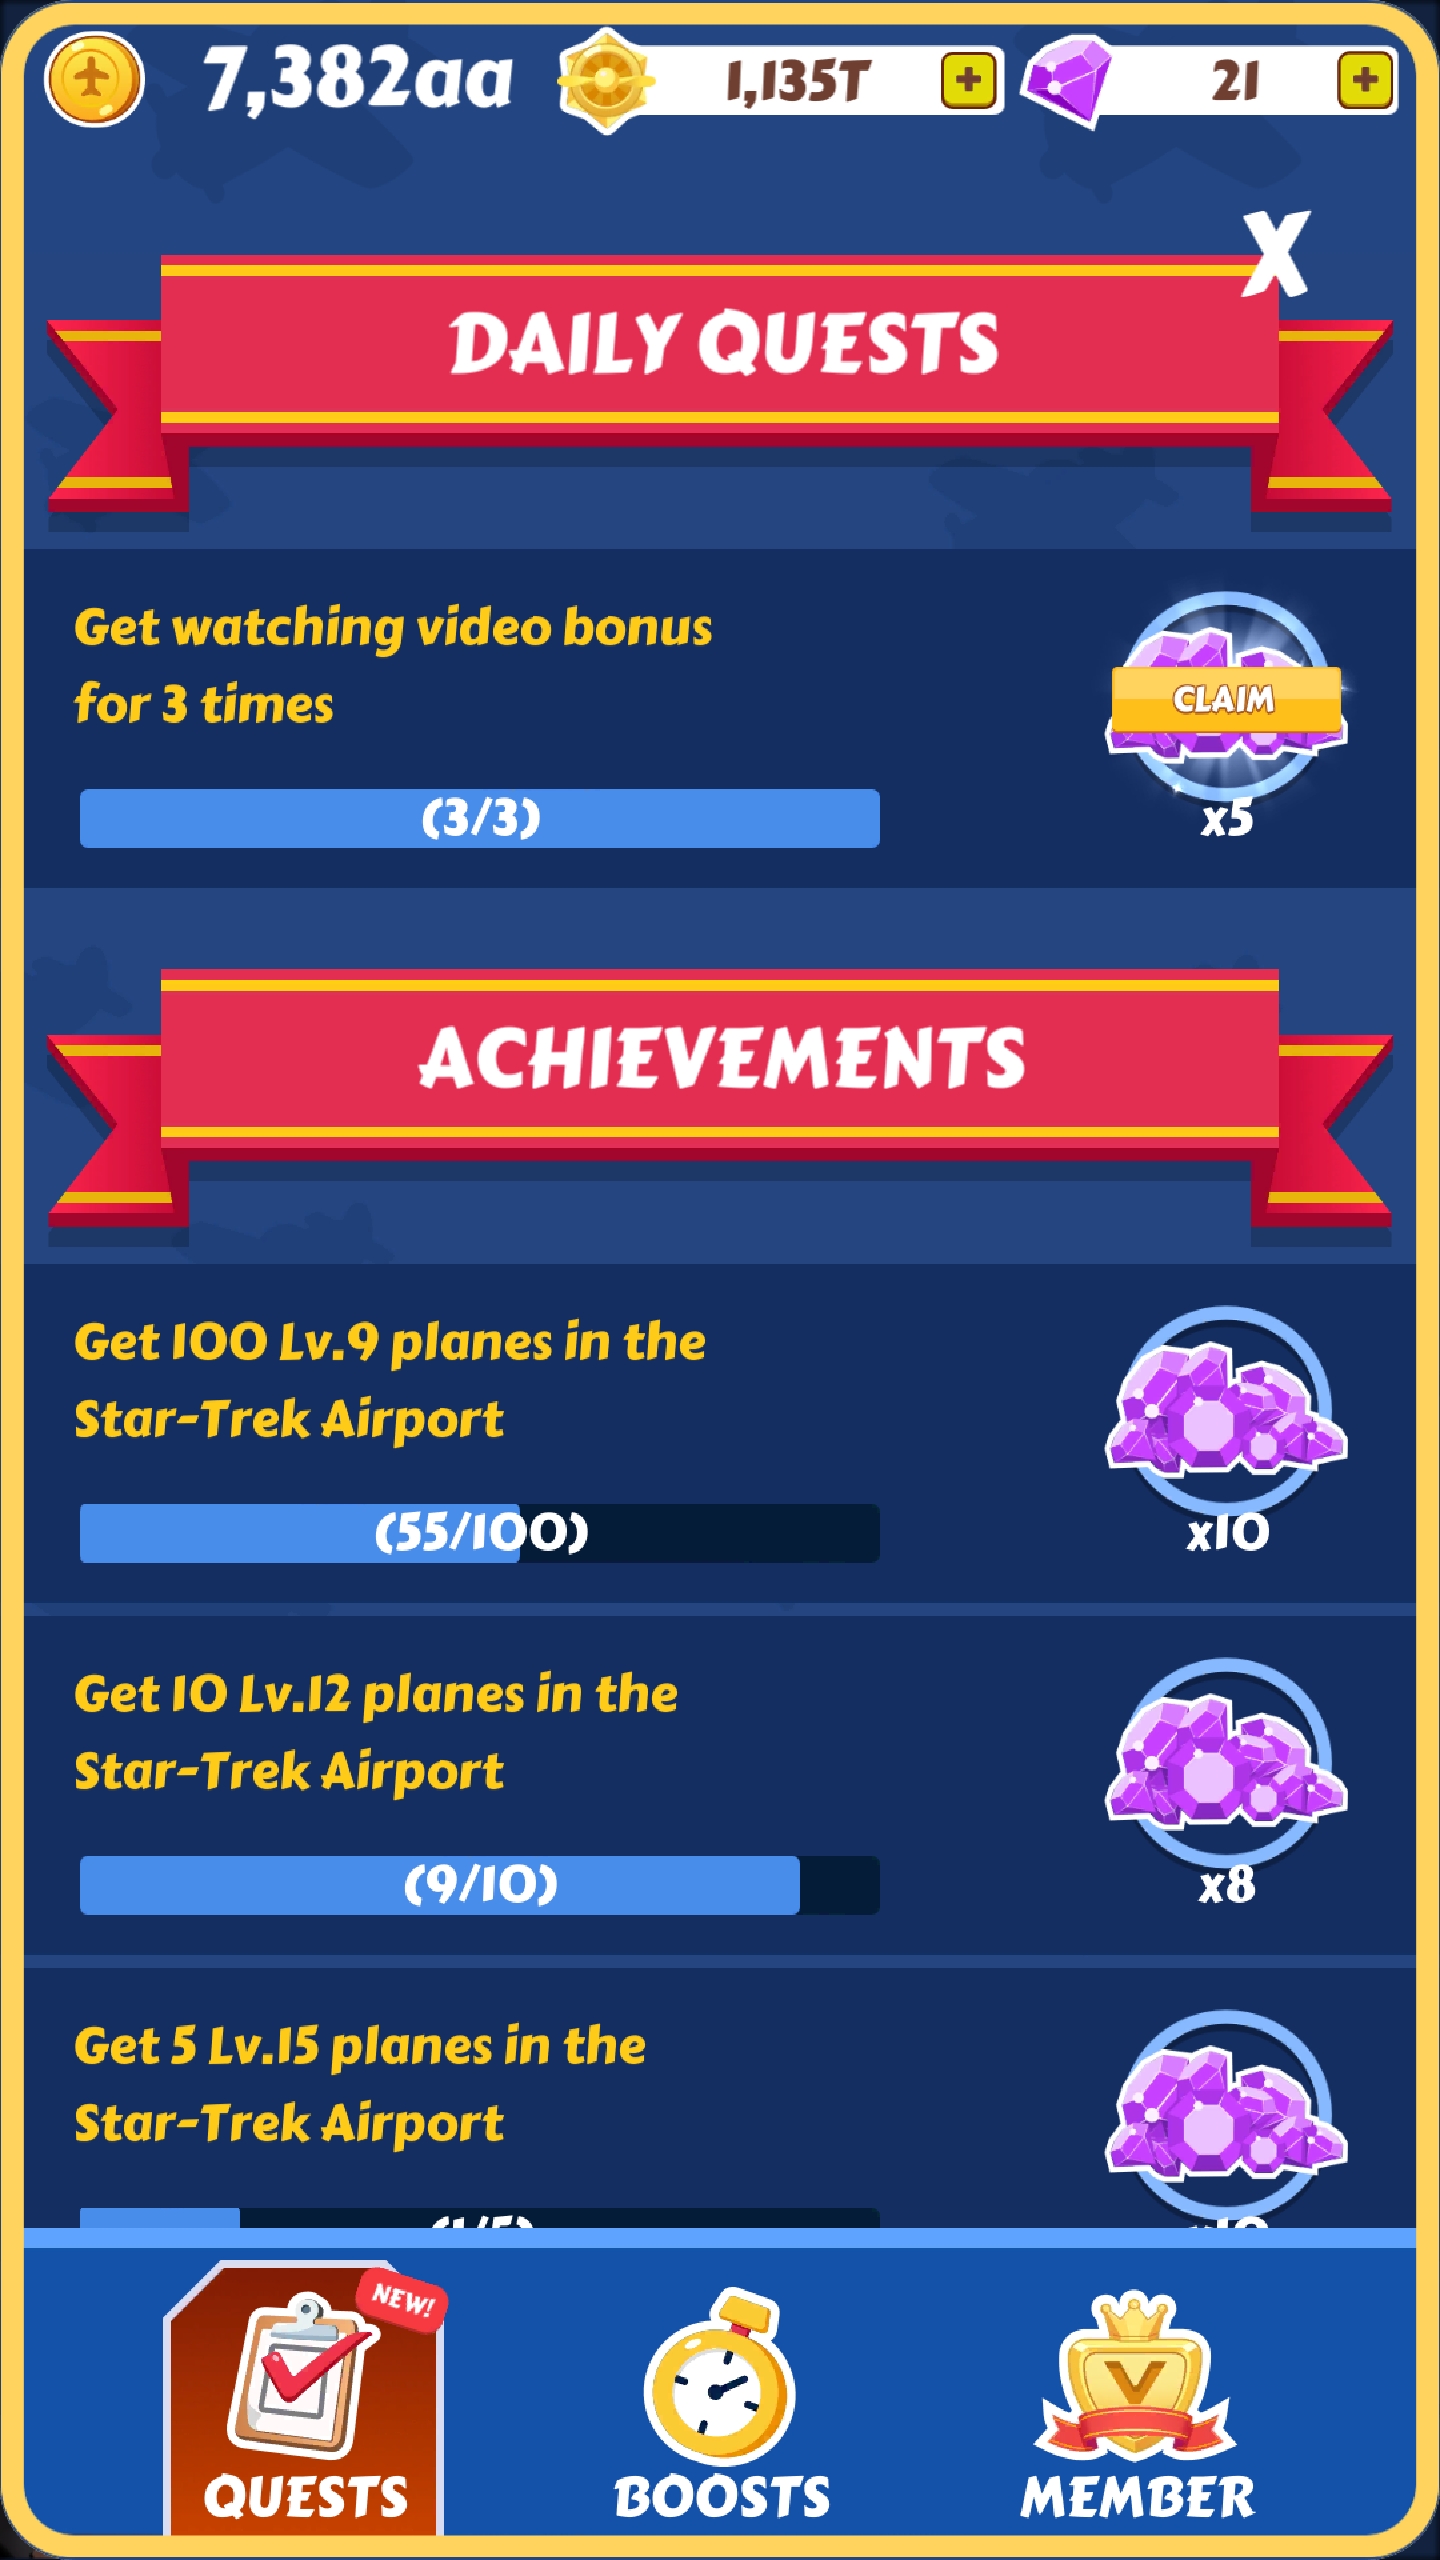 7,382aa
1,135T
21
X
DAILY QUESTS
Get watching video bonus
for 3 times
CLAIM
(3/3)
x5
ACHIEVEMENTS
Get 100 Lv.9 planes in the
Star-Trek Airport
(55/100)
x10
Get 10 Lv.12 planes in the
Star-Trek Airport
(9/10)
x8
Get 5 Lv.15 planes in the
Star-Trek Airport
(1/5)
x10
NEW!
V
QUESTS
BOOSTS
MEMBER